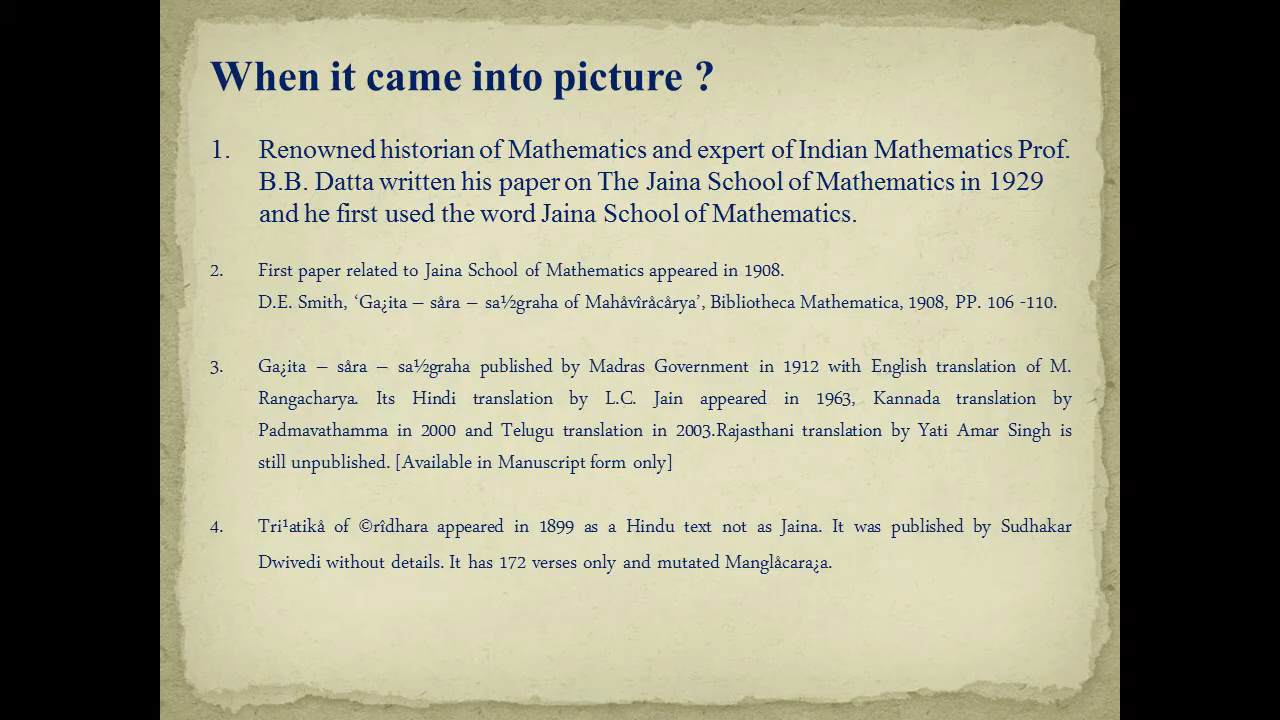 When it came into picture ?
1. Renowned historian of Mathematics and expert of Indian Mathematics Prof.
B.B. Datta written his paper on The Jaina School of Mathematics in 1929
and he first used the word Jaina School of Mathematics.
2. First paper related to Jaina School of Mathematics appeared in 1908.
D.E. Smith, ‘Ga¿ita – såra – sa½graha of Mahåvîråcårya’, Bibliotheca Mathematica, 1908, PP. 106 -110.
3. Ga¿ita – såra – sa½graha published by Madras Government in 1912 with English translation of M.
Rangacharya. Its Hindi translation by L.C. Jain appeared in 1963, Kannada translation by
Padmavathamma in 2000 and Telugu translation in 2003.Rajasthani translation by Yati Amar Singh is
still unpublished. [Available in Manuscript form only]
4. Tri¹atikå of ©rîdhara appeared in 1899 as a Hindu text not as Jaina. It was published by Sudhakar
Dwivedi without details. It has 172 verses only and mutated Manglåcara¿a.